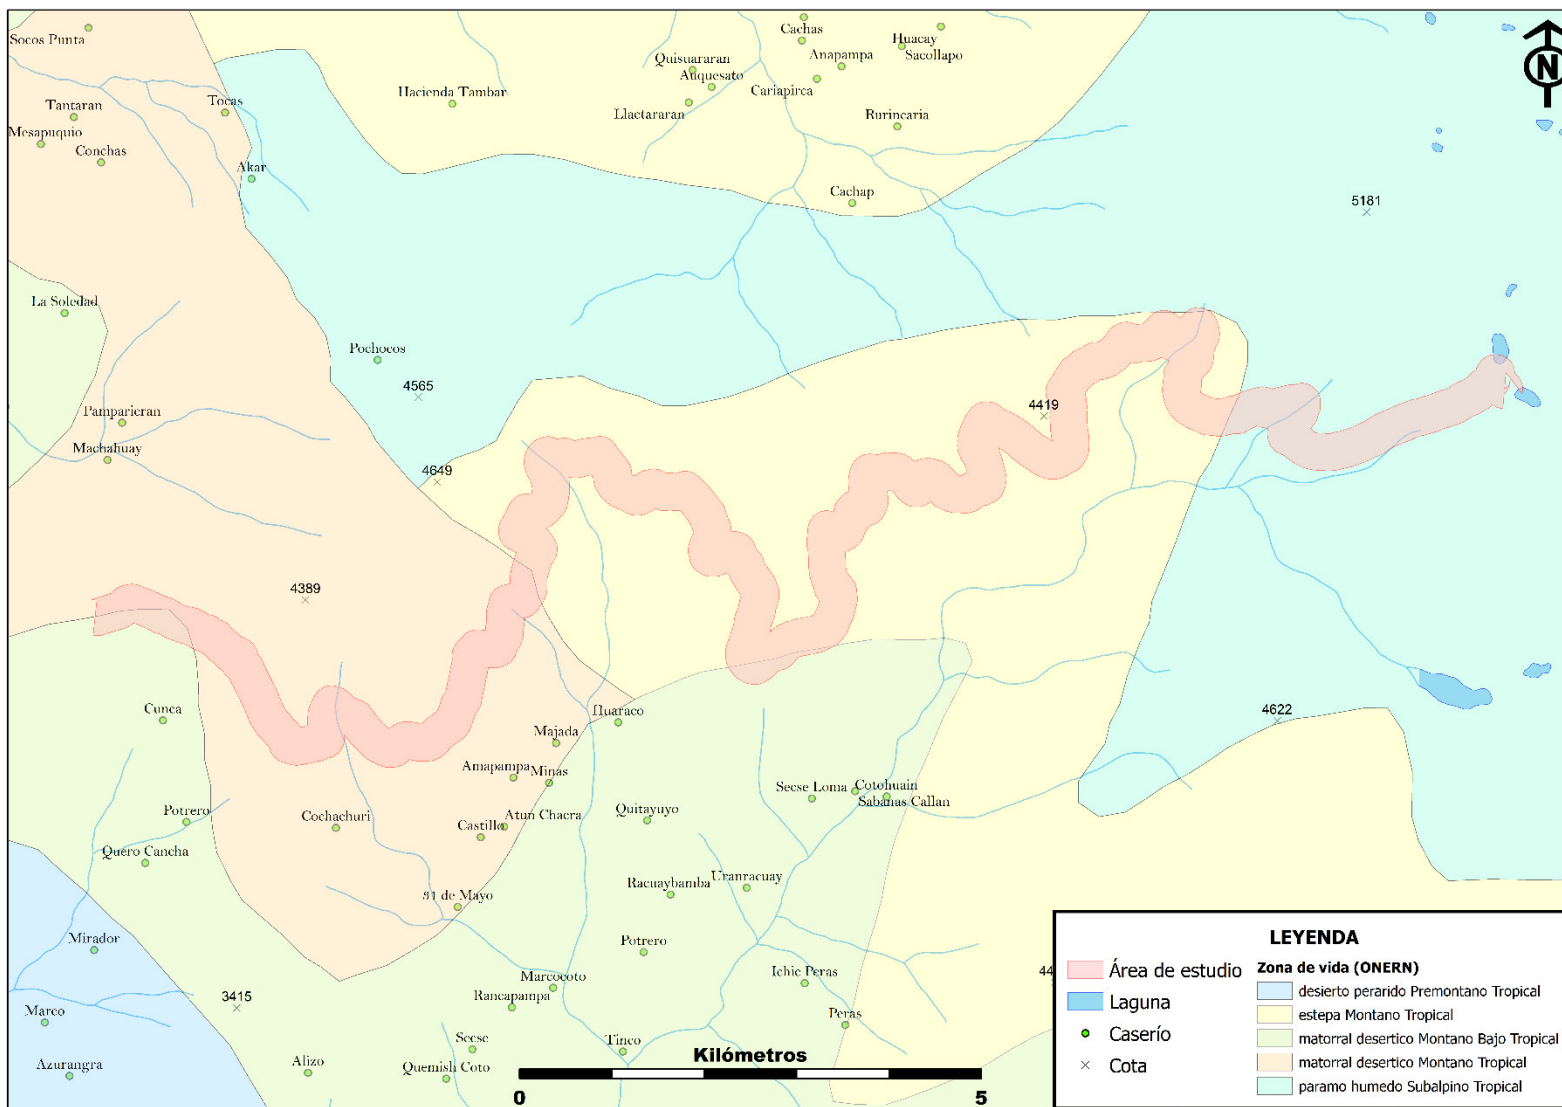 Socos Punta
Cachas
Huacay
Sacollapo
N
Anapampa
Quisuararan
Auquesato
Cariapirca
Hacienda Tambar
Tocas
Tantaran
Llactararan
Rurincaria
Mesapuquio
Conchas
Akar
Cachap
5181
La Soledad
Pochocos
4565
4419
Pamparicran
Machahuay
4649
4389
Cunca
Huaraco
4622
Majada
Amapampa
Minas
Secse Loma
Cotohuain
Sabanas Callan
Potrero
Cochachuri
Castillo
Atun Chacra
Quitayuyo
Quero Cancha
Racuaybamba
Uranracuay
31 de Mayo
Mirador
Potrero
Marcocoto
Ichic Peras
44
Rancapampa
3415
Marco
Peras
Secse
Tinco
Alizo
Quemish Coto
Azurangra
Kilómetros
0
5
LEYENDA
Área de estudio
Laguna
Caserío
Cota
Zona de vida (ONERN)
desierto perarido Premontano Tropical
estepa Montano Tropical
matorral desertico Montano Bajo Tropical
matorral desertico Montano Tropical
paramo humedo Subalpino Tropical